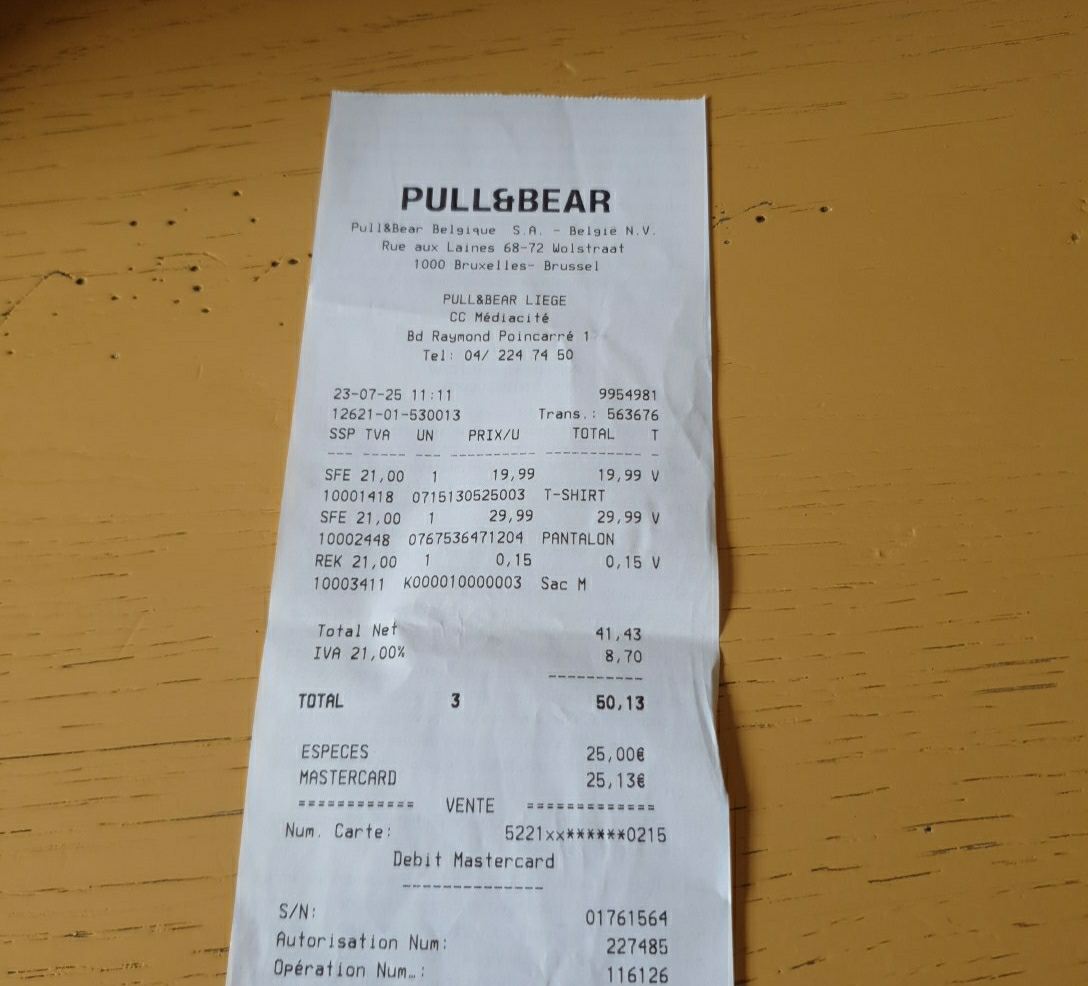 PULL&BEAR
Pull&Bear Belgique S.A. - België N.V.
Rue aux Laines 68-72 Wolstraat
1000 Bruxelles- Brussel
PULL&BEAR LIEGE
CC Médiacité
Bd Raymond Poincarré 1
Tel: 04/ 224 74 50
23-07-25 11:11 9954981
12621-01-530013 Trans.: 563676
SSP TVA UN PRIX/U TOTAL T
--- ----- --- ---------- ----------- -
SFE 21,00 1 19,99 19,99 V
10001418 0715130525003 T-SHIRT
SFE 21,00 1 29,99 29,99 V
10002448 0767536471204 PANTALON
REK 21,00 1 0,15 0,15 V
10003411 K000010000003 Sac M
Total Net 41,43
IVA 21,00% 8,70
----------
TOTAL 3 50,13
ESPECES 25,00€
MASTERCARD 25,13€
============ VENTE =============
Num. Carte: 5221xx******0215
Debit Mastercard
--------------
S/N: 01761564
Autorisation Num: 227485
Opération Num…: 116126